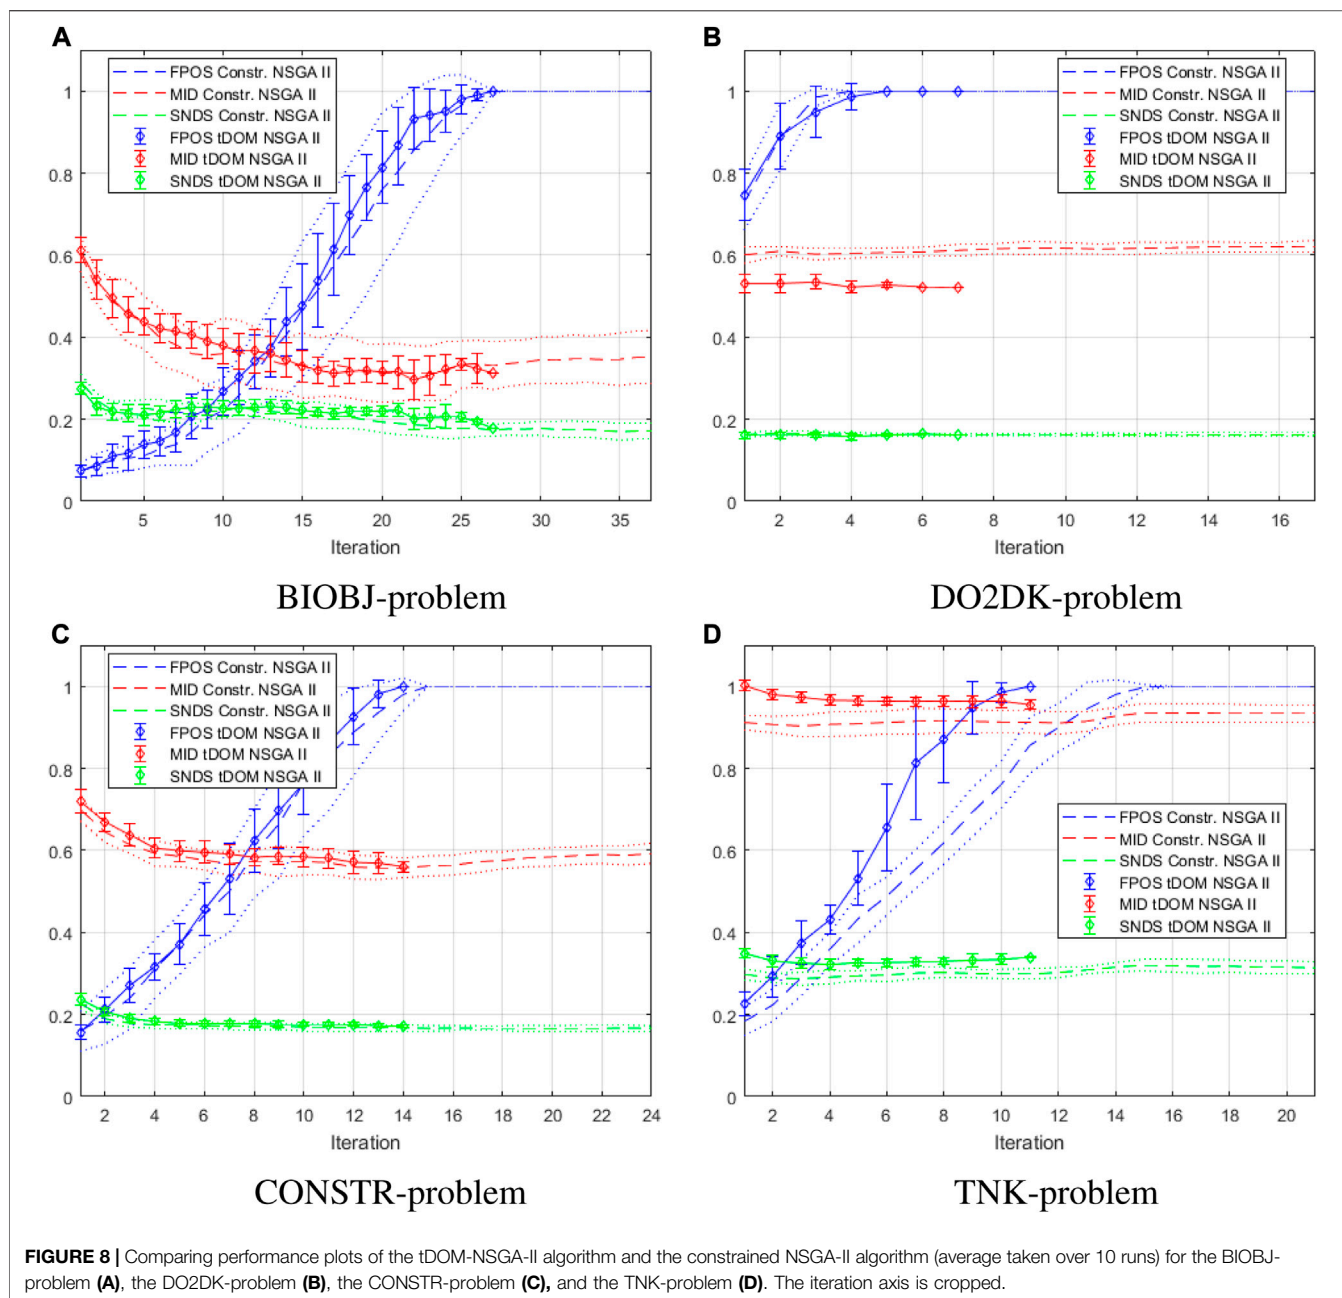 A
FPOS Constr. NSGA II
MID Constr. NSGA II
SNDS Constr. NSGA II
FPOS tDOM NSGA II
MID tDOM NSGA II
SNDS tDOM NSGA II
1
0.8
0.6
0.4
0.2
0
5 10 15 20 25 30 35
Iteration
BIOBJ-problem
B
FPOS Constr. NSGA II
MID Constr. NSGA II
SNDS Constr. NSGA II
FPOS tDOM NSGA II
MID tDOM NSGA II
SNDS tDOM NSGA II
1
0.8
0.6
0.4
0.2
0
2 4 6 8 10 12 14 16
Iteration
DO2DK-problem
C
FPOS Constr. NSGA II
MID Constr. NSGA II
SNDS Constr. NSGA II
FPOS tDOM NSGA II
MID tDOM NSGA II
SNDS tDOM NSGA II
1
0.8
0.6
0.4
0.2
0
2 4 6 8 10 12 14 16 18 20 22 24
Iteration
CONSTR-problem
D
1
0.8
0.6
0.4
0.2
0
FPOS Constr. NSGA II
MID Constr. NSGA II
SNDS Constr. NSGA II
FPOS tDOM NSGA II
MID tDOM NSGA II
SNDS tDOM NSGA II
2 4 6 8 10 12 14 16 18 20
Iteration
TNK-problem
FIGURE 8 | Comparing performance plots of the tDOM-NSGA-II algorithm and the constrained NSGA-II algorithm (average taken over 10 runs) for the BIOBJ-
problem (A), the DO2DK-problem (B), the CONSTR-problem (C), and the TNK-problem (D). The iteration axis is cropped.